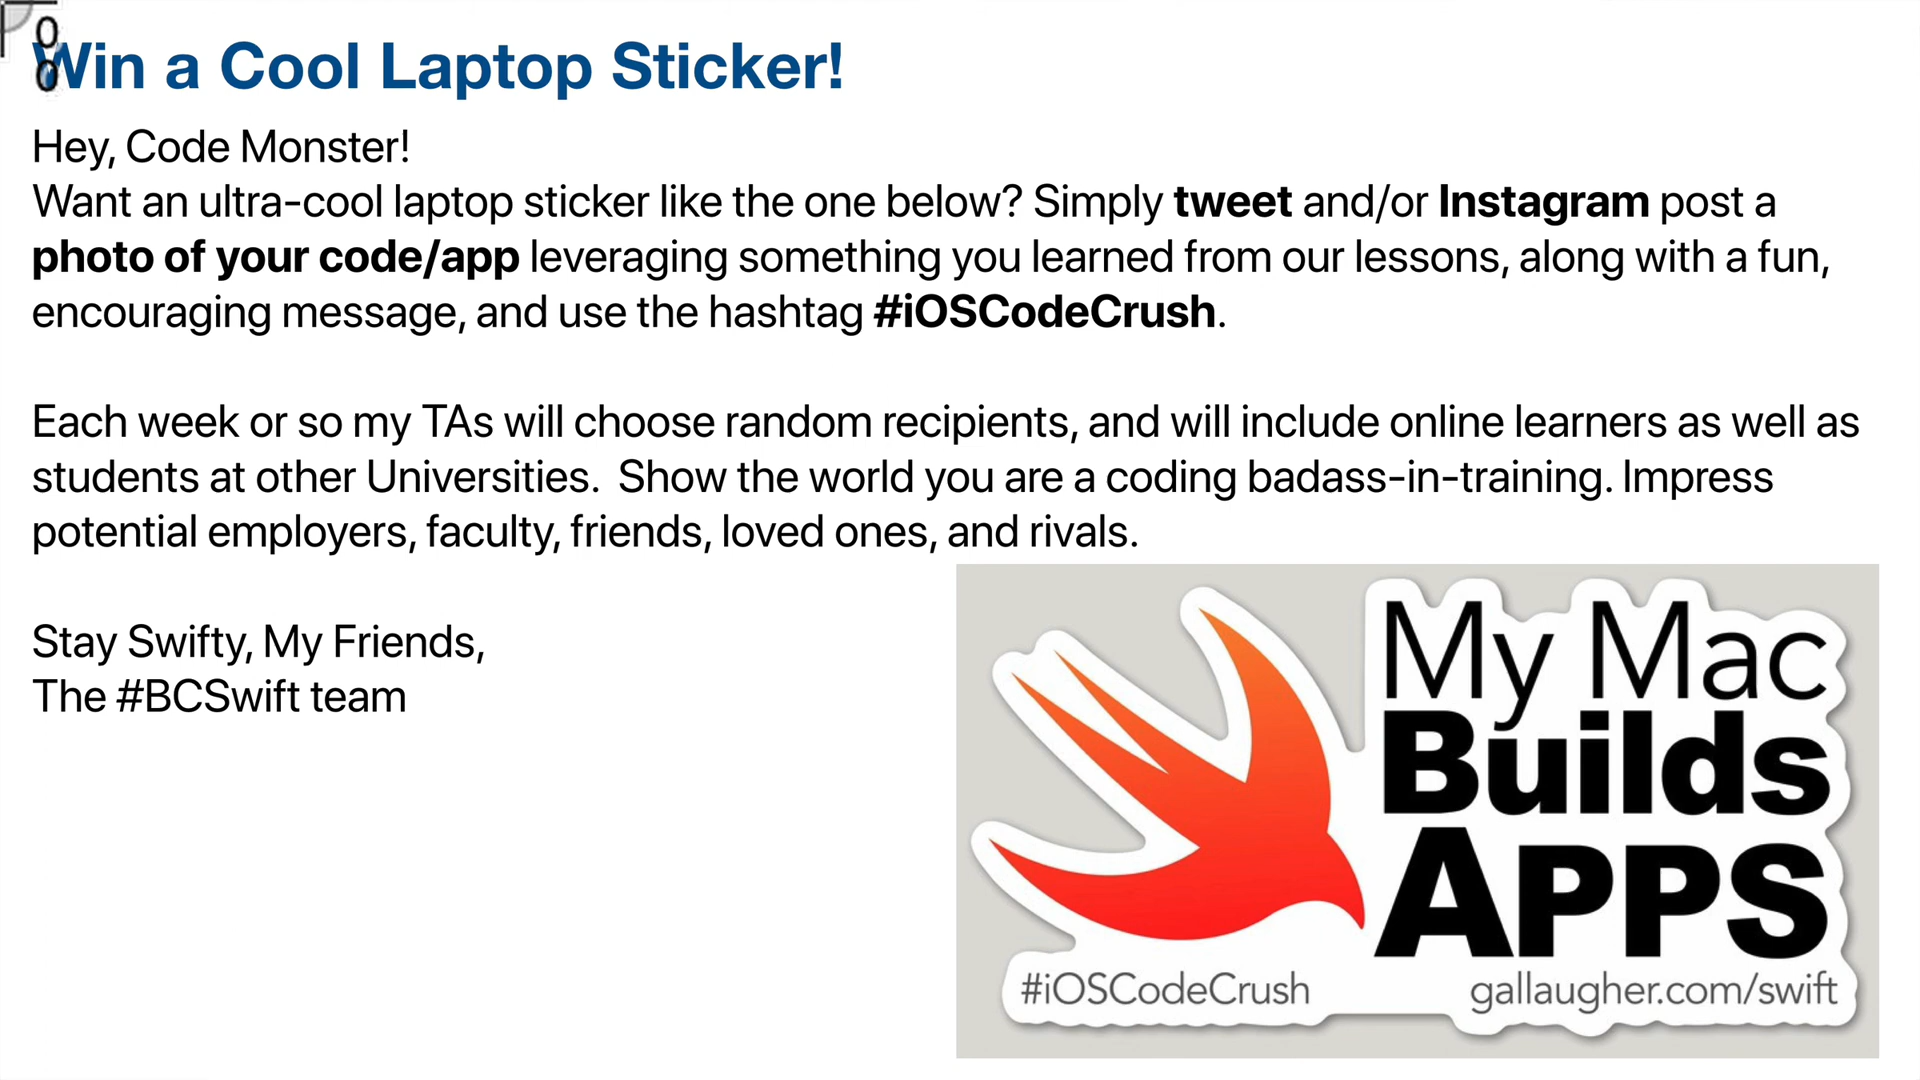 0
0
Win a Cool Laptop Sticker!
Hey, Code Monster!
Want an ultra-cool laptop sticker like the one below? Simply tweet and/or Instagram post a
photo of your code/app leveraging something you learned from our lessons, along with a fun,
encouraging message, and use the hashtag #iOSCodeCrush.
Each week or so my TAs will choose random recipients, and will include online learners as well as
students at other Universities.  Show the world you are a coding badass-in-training. Impress
potential employers, faculty, friends, loved ones, and rivals.
Stay Swifty, My Friends,
The #BCSwift team
My Mac
Builds
APPS
#iOSCodeCrush
gallaugher.com/swift